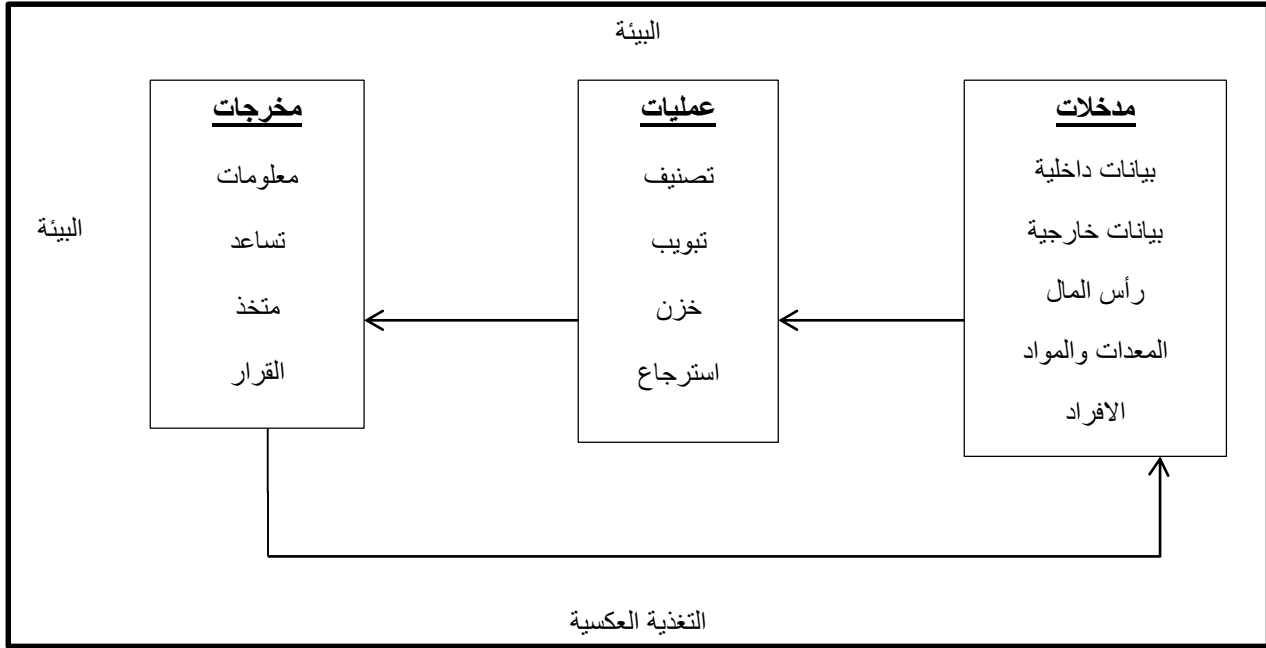 البيئة
مدخلات
بيانات داخلية
بيانات خارجية
رأس المال
المعدات والمواد
الافراد
عمليات
تصنيف
تبويب
خزن
استرجاع
مخرجات
معلومات
تساعد
متخذ
القرار
البيئة
التغذية العكسية